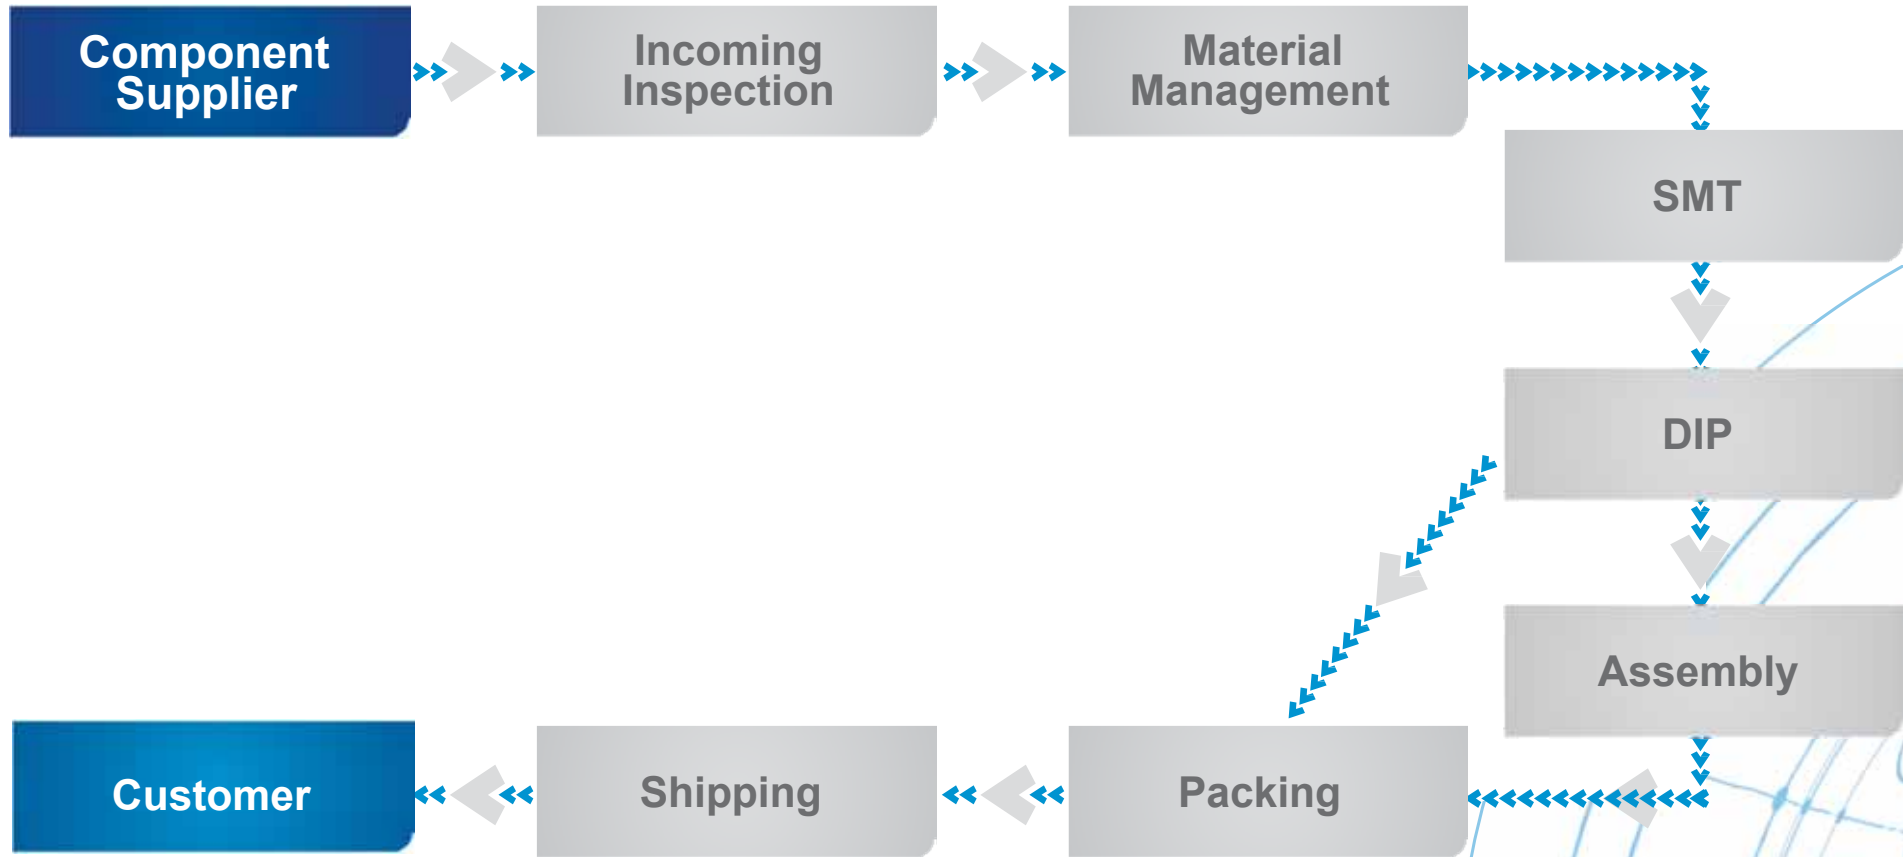 Component
Supplier
Incoming
Inspection
Material
Management
SMT
DIP
Assembly
Packing
Shipping
Customer